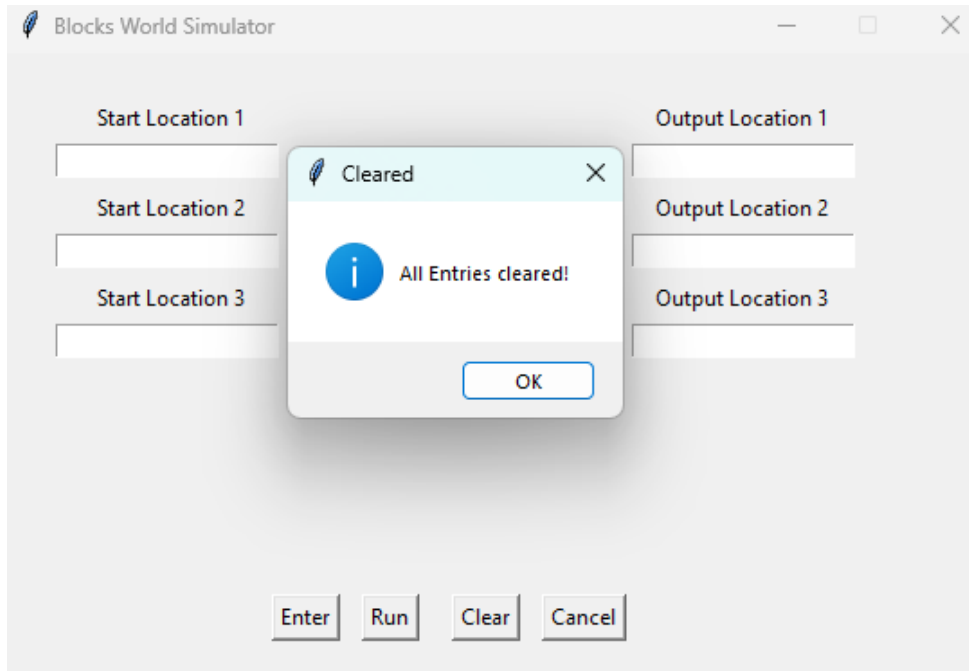 Blocks World Simulator
Start Location 1
Output Location 1
Cleared
Start Location 2
Output Location 2
All Entries cleared!
Start Location 3
Output Location 3
OK
Enter Run Clear Cancel